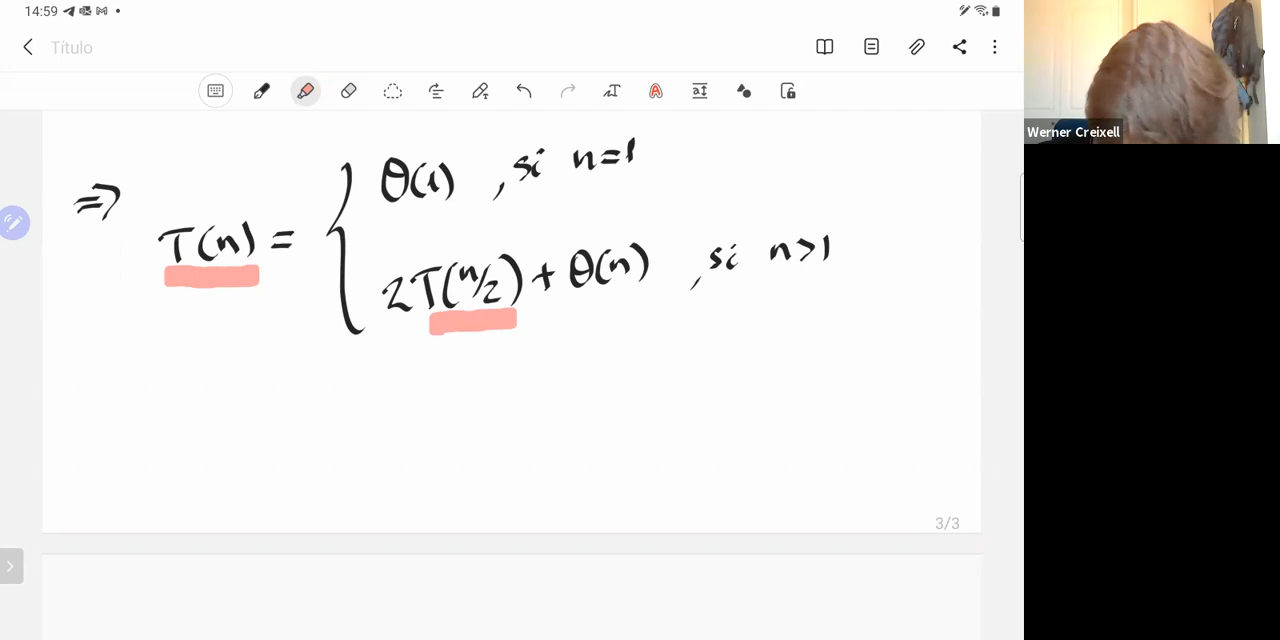 14:59
Título
Werner Creixell
⇒ T(n) = { θ(1) , si n=1
2T(n/2) + θ(n) , si n>1
3/3